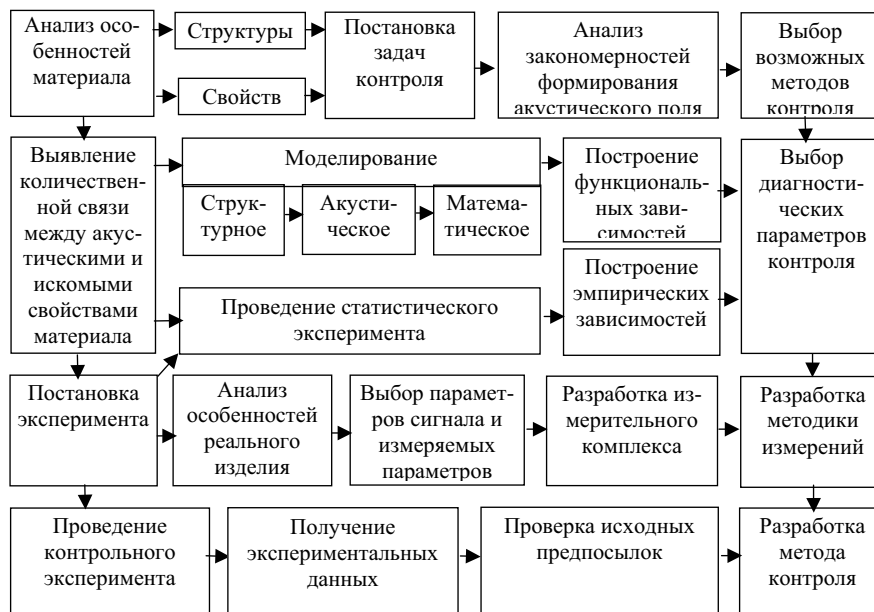 Анализ осо-
бенностей
материала
Структуры
Свойств
Постановка
задач
контроля
Анализ
закономерностей
формирования
акустического поля
Выбор
возможных
методов
контроля
Выявление
количествен-
ной связи
между акус-
тическими и
искомыми
свойствами
материала
Моделирование
Струк-
турное
Акусти-
ческое
Матема-
тическое
Построение
функциональ-
ных зави-
симостей
Выбор
диагности-
ческих
параметров
контроля
Проведение статистического
эксперимента
Построение
эмпирических
зависимостей
Постановка
эксперимента
Анализ
особенностей
реального
изделия
Выбор парамет-
ров сигнала и
измеряемых
параметров
Разработка из-
мерительного
комплекса
Разработка
методики
измерений
Проведение
контрольного
эксперимента
Получение
экспериментальных
данных
Проверка исходных
предпосылок
Разработка
метода
контроля